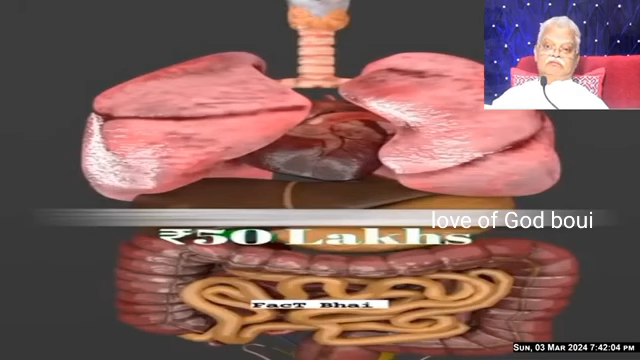 love of God boui
₹50 Lakhs
FacT Bhai
Sun, 03 Mar 2024 7:42:04 pm